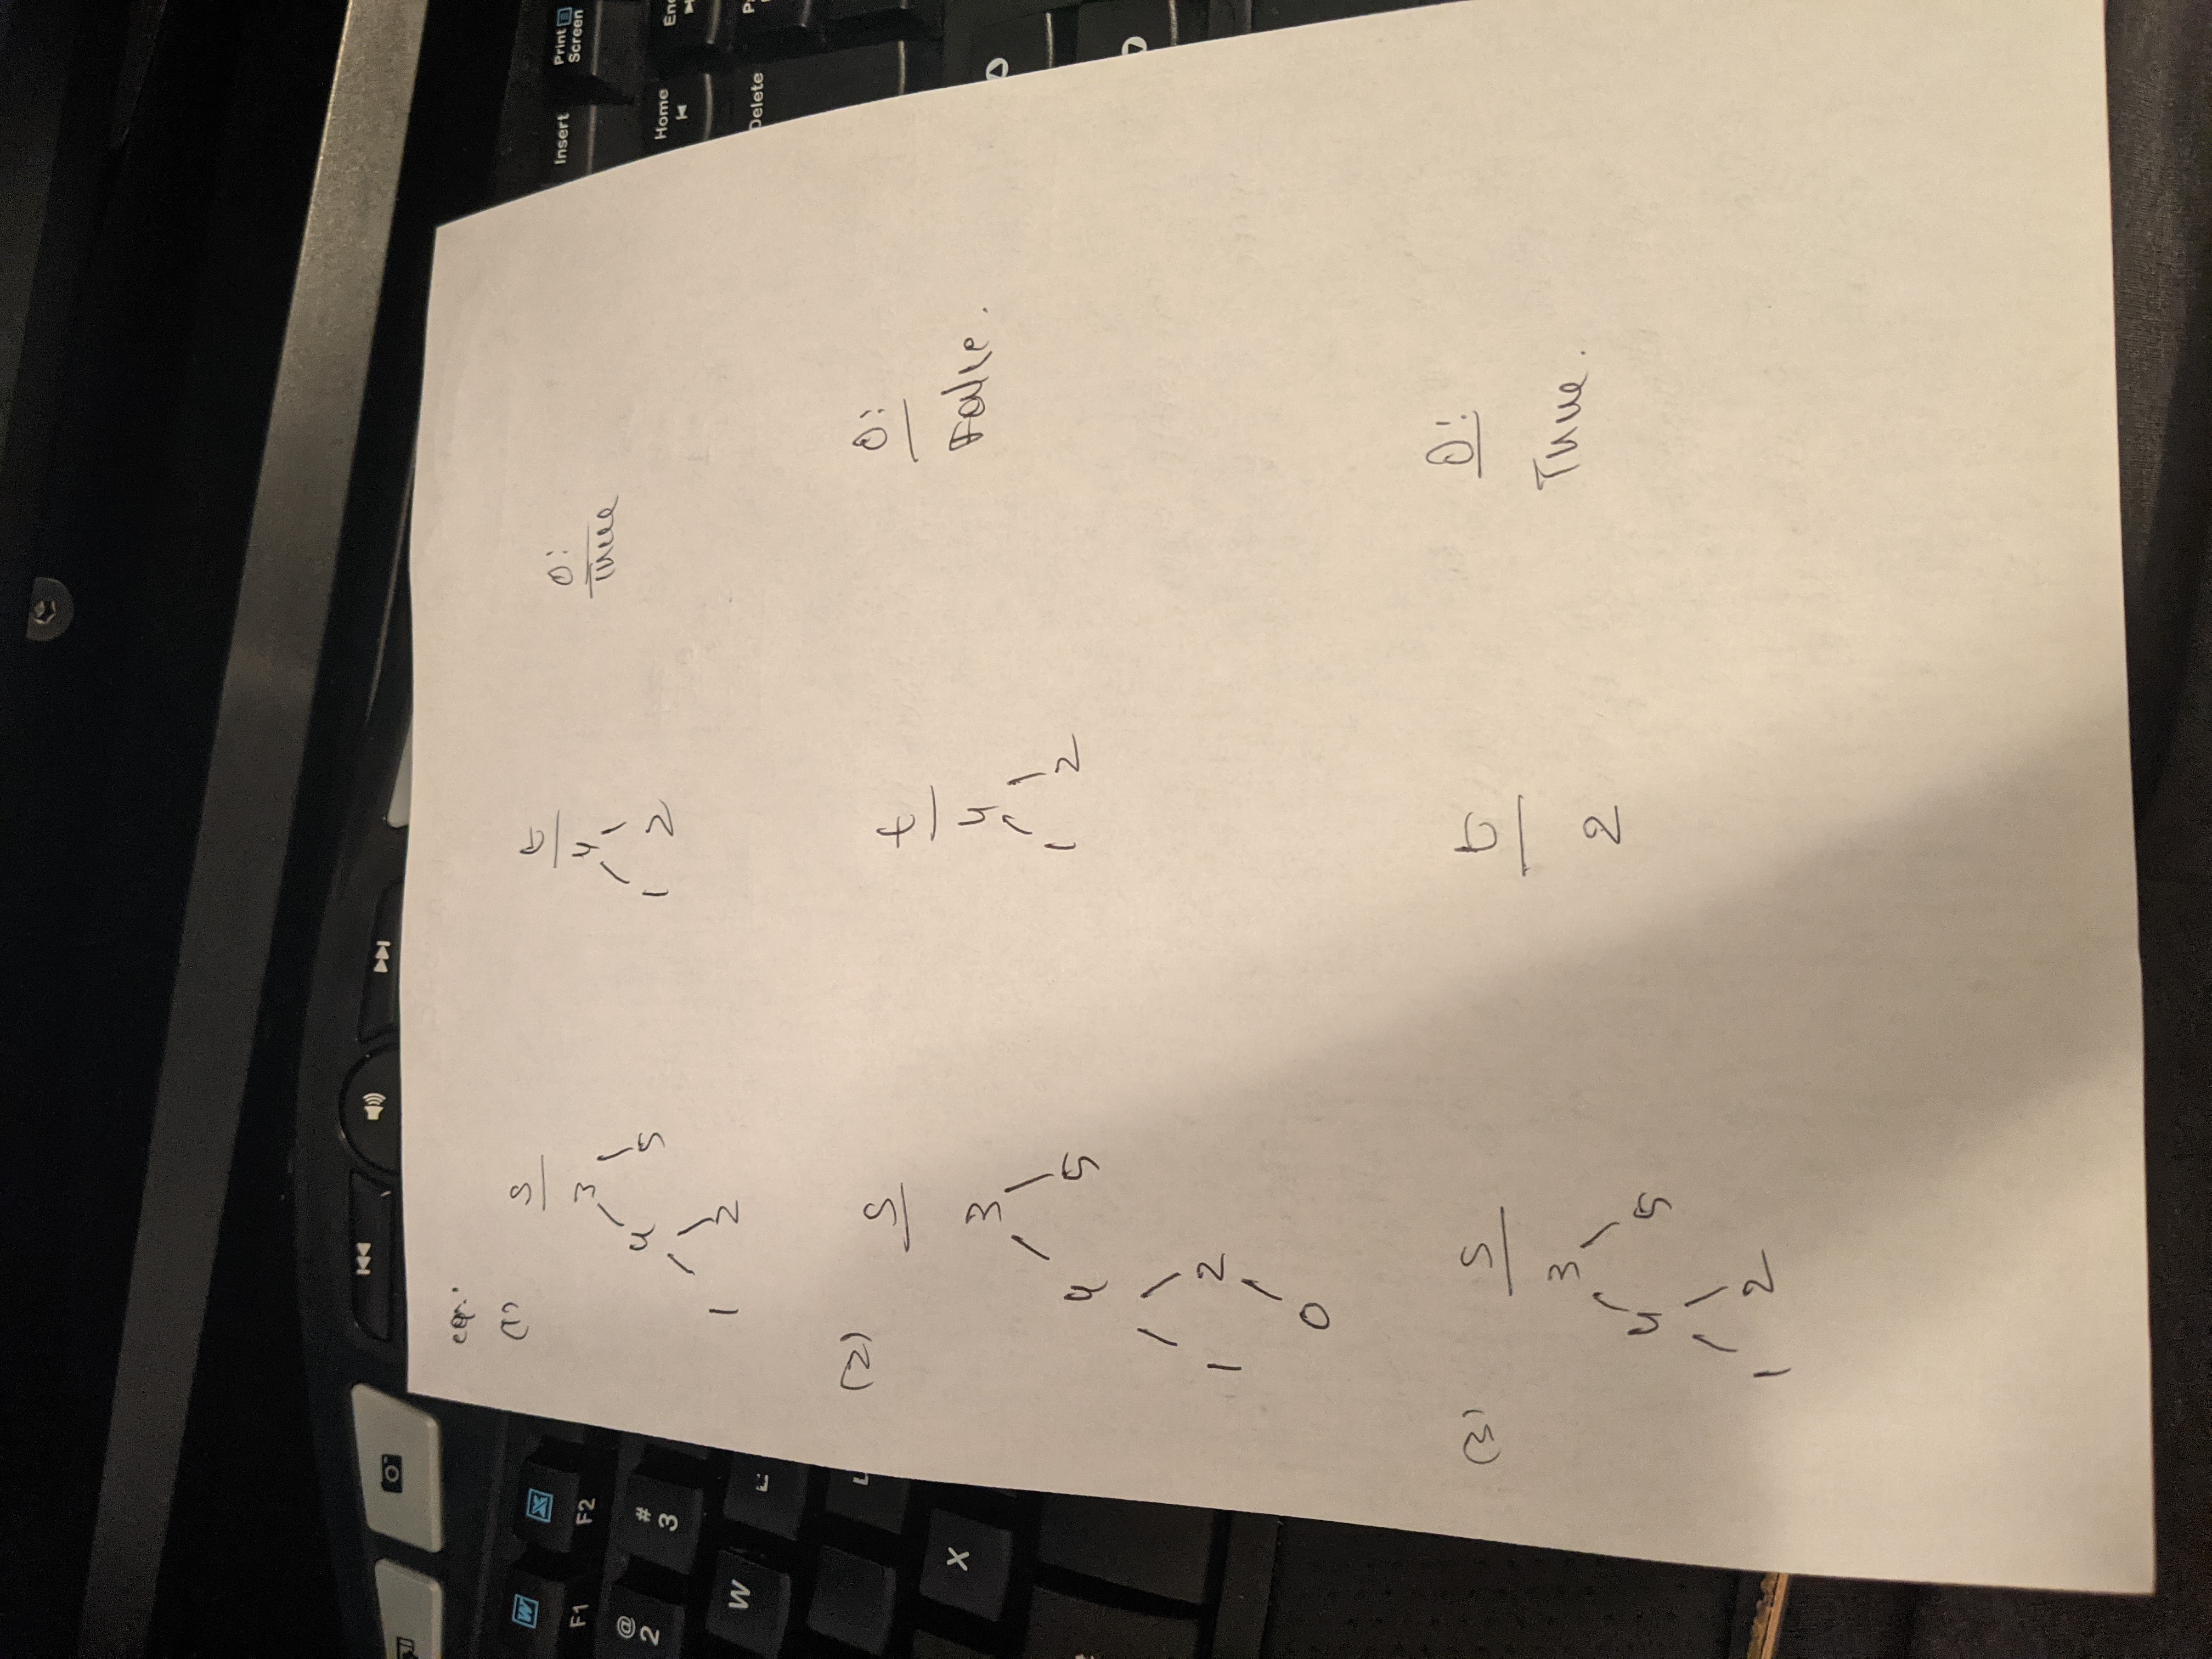 F1
F2
@
2
#
3
W
X
Insert
Print
Screen
Home
Delete
(1)
s t O:
3 4 True
4 5 1 2
1 2
(2)
s t O:
3 4 False.
4 5 1 2
1 2
0
(3) s t O:
3 2 True.
4 5
1 2